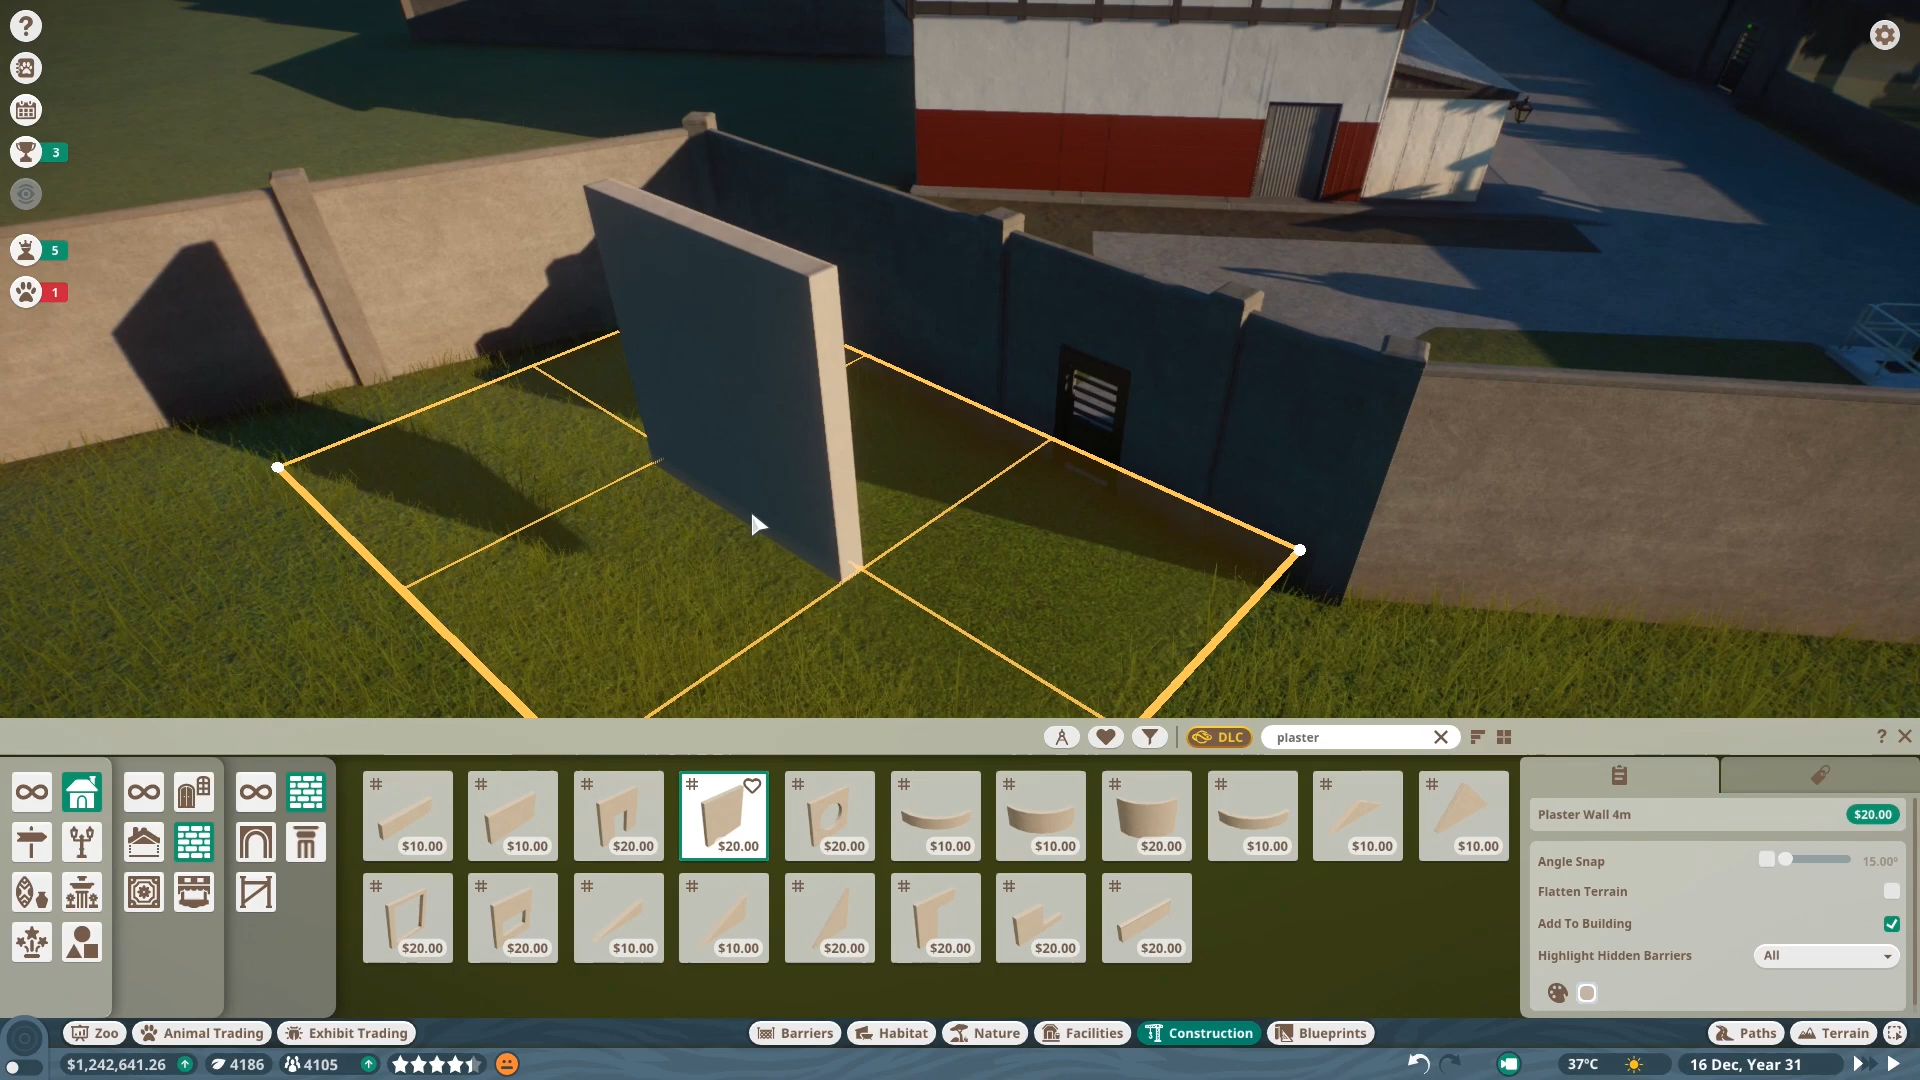 ?
3
5
1
DLC
plaster
?
$10.00
$10.00
$20.00
$20.00
$20.00
$10.00
$10.00
$20.00
$10.00
$10.00
$10.00
$20.00
$20.00
$10.00
$10.00
$20.00
$20.00
$20.00
$20.00
Plaster Wall 4m
$20.00
Angle Snap
15.00°
Flatten Terrain
Add To Building
Highlight Hidden Barriers
All
Zoo
Animal Trading
Exhibit Trading
Barriers
Habitat
Nature
Facilities
Construction
Blueprints
Paths
Terrain
$1,242,641.26
4186
4105
37°C
16 Dec, Year 31